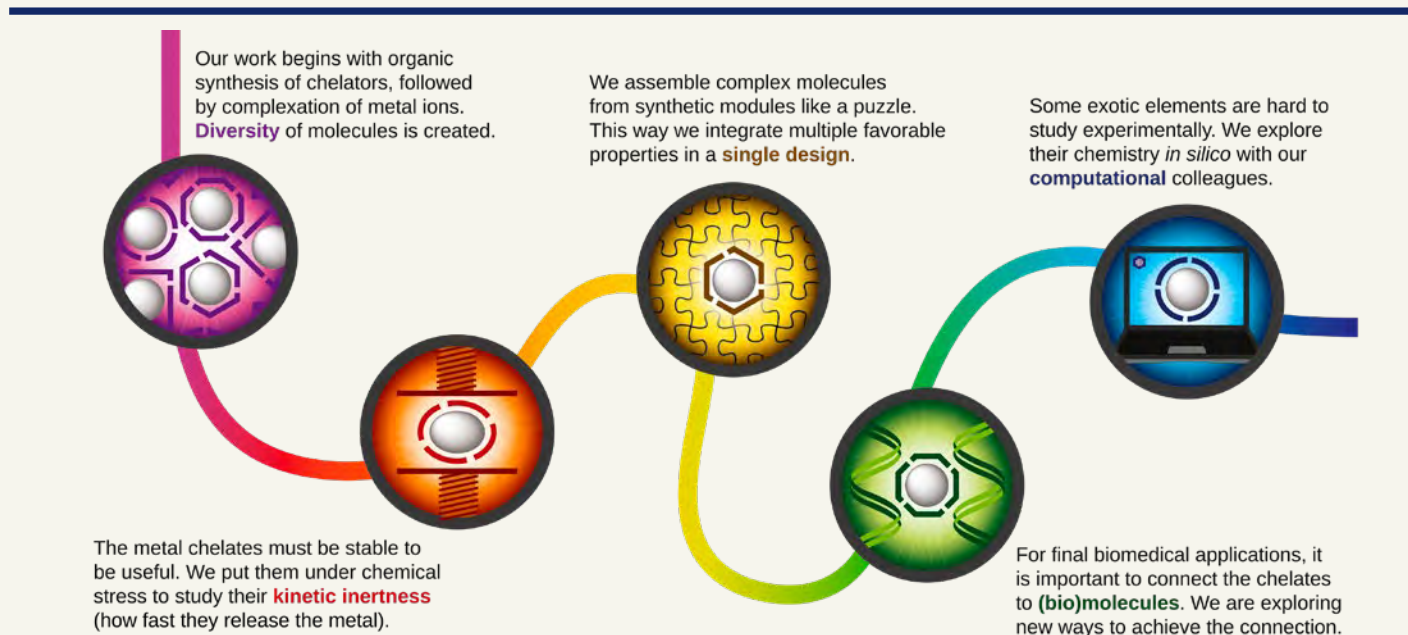 Our work begins with organic
synthesis of chelators, followed
by complexation of metal ions.
Diversity of molecules is created.
The metal chelates must be stable to
be useful. We put them under chemical
stress to study their kinetic inertness
(how fast they release the metal).
We assemble complex molecules
from synthetic modules like a puzzle.
This way we integrate multiple favorable
properties in a single design.
For final biomedical applications, it
is important to connect the chelates
to (bio)molecules. We are exploring
new ways to achieve the connection.
Some exotic elements are hard to
study experimentally. We explore
their chemistry in silico with our
computational colleagues.